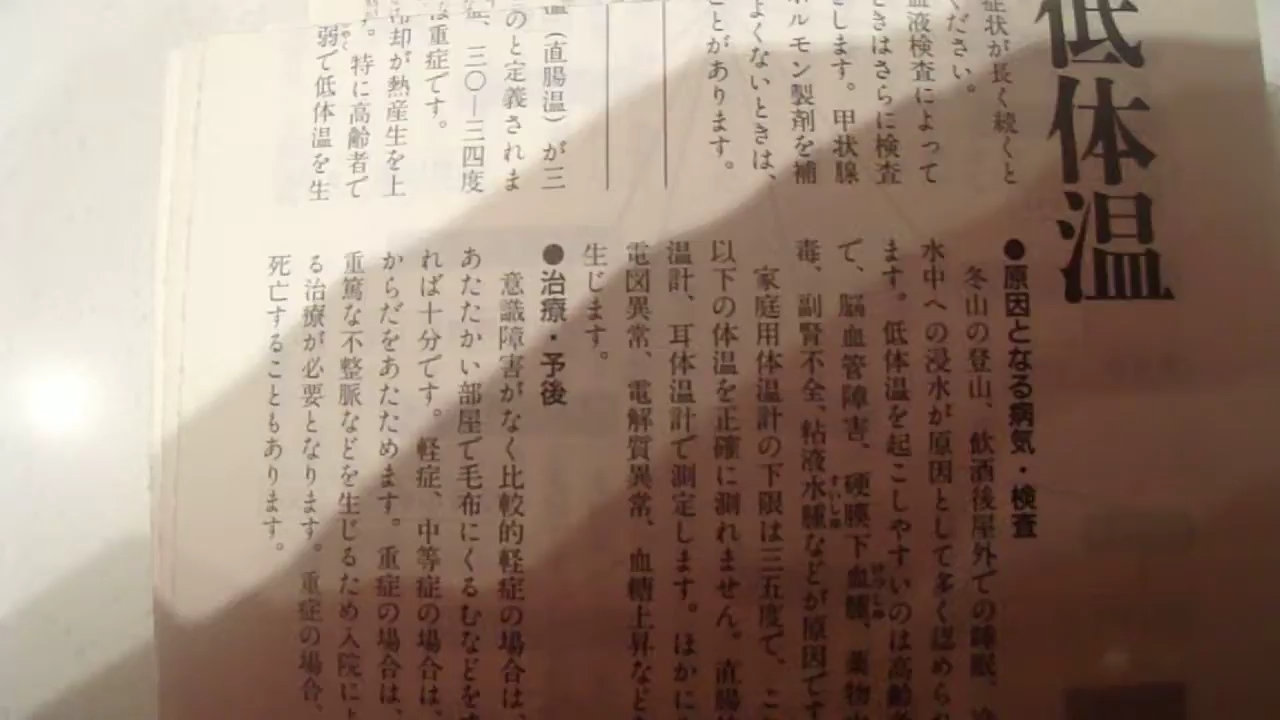 低体温
症状が長く続くと
ください。
血液検査によって
ときはさらに検査
とします。甲状腺
ホルモン製剤を補
よくないときは、
ことがあります。
温（直腸温）が三
のと定義されま
症、三〇―三四度
は重症です。
冷却が熱産生を上
す。特に高齢者で
弱で低体温を生
●原因となる病気・検査
冬山の登山、飲酒後屋外での睡眠、冷
水中への浸水が原因として多く認められ
ます。低体温を起こしやすいのは高齢者
て、脳血管障害、硬膜下血腫、薬物中
毒、副腎不全、粘液水腫などが原因です
家庭用体温計の下限は三五度で、こ
以下の体温を正確に測れません。直腸体
温計、耳体温計で測定します。ほかに
電図異常、電解質異常、血糖上昇など
生じます。
●治療・予後
意識障害がなく比較的軽症の場合は、
あたたかい部屋で毛布にくるむなどをす
れば十分です。軽症、中等症の場合は、
からだをあたためます。重症の場合は、
重篤な不整脈などを生じるため入院によ
る治療が必要となります。重症の場合、
死亡することもあります。